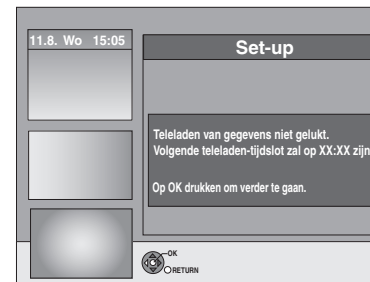 11.8. Wo 15:05
Set-up
Teleladen van gegevens niet gelukt.
Volgende teleladen-tijdslot zal op XX:XX zijn
Op OK drukken om verder te gaan.
OK
RETURN